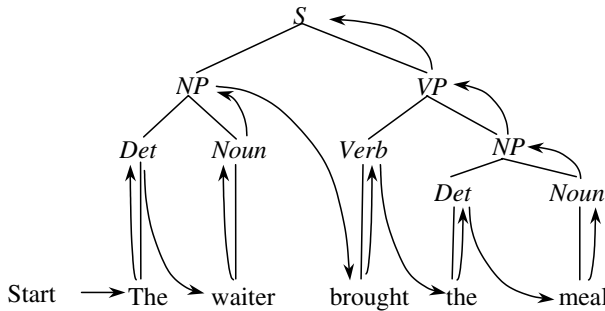 S
NP VP
Det Noun Verb NP
Det Noun
Start The waiter brought the meal